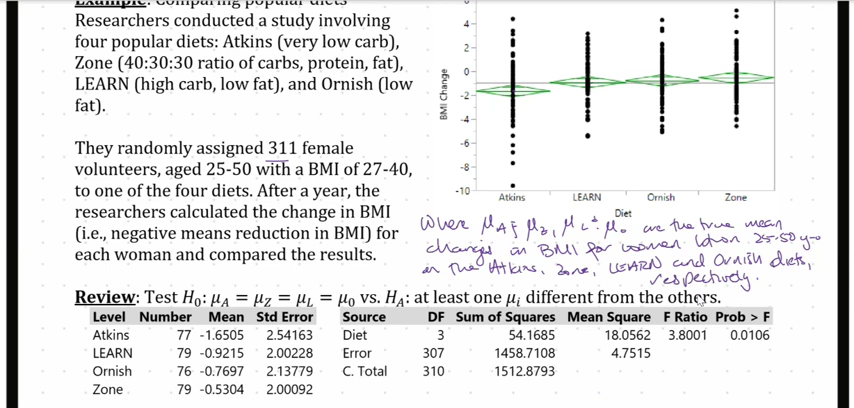 Example: Comparing popular diets
Researchers conducted a study involving
four popular diets: Atkins (very low carb),
Zone (40:30:30 ratio of carbs, protein, fat),
LEARN (high carb, low fat), and Ornish (low
fat).
They randomly assigned 311 female
volunteers, aged 25-50 with a BMI of 27-40,
to one of the four diets. After a year, the
researchers calculated the change in BMI
(i.e., negative means reduction in BMI) for
each woman and compared the results.
BMI Change
4
2
0
-2
-4
-6
-8
-10
Atkins LEARN Ornish Zone
Diet
Where μA, μZ, μL & μO are the true mean
changes in BMI for women 25-50 yo
on the Atkins, Zone, LEARN and Ornish diets,
respectively.
Review: Test H₀: μA = μZ = μL = μO vs. HA: at least one μi different from the others.
Level Number Mean Std Error
Atkins 77 -1.6505 2.54163
LEARN 79 -0.9215 2.00228
Ornish 76 -0.7697 2.13779
Zone 79 -0.5304 2.00092
Source DF Sum of Squares Mean Square F Ratio Prob > F
Diet 3 54.1685 18.0562 3.8001 0.0106
Error 307 1458.7108 4.7515
C. Total 310 1512.8793